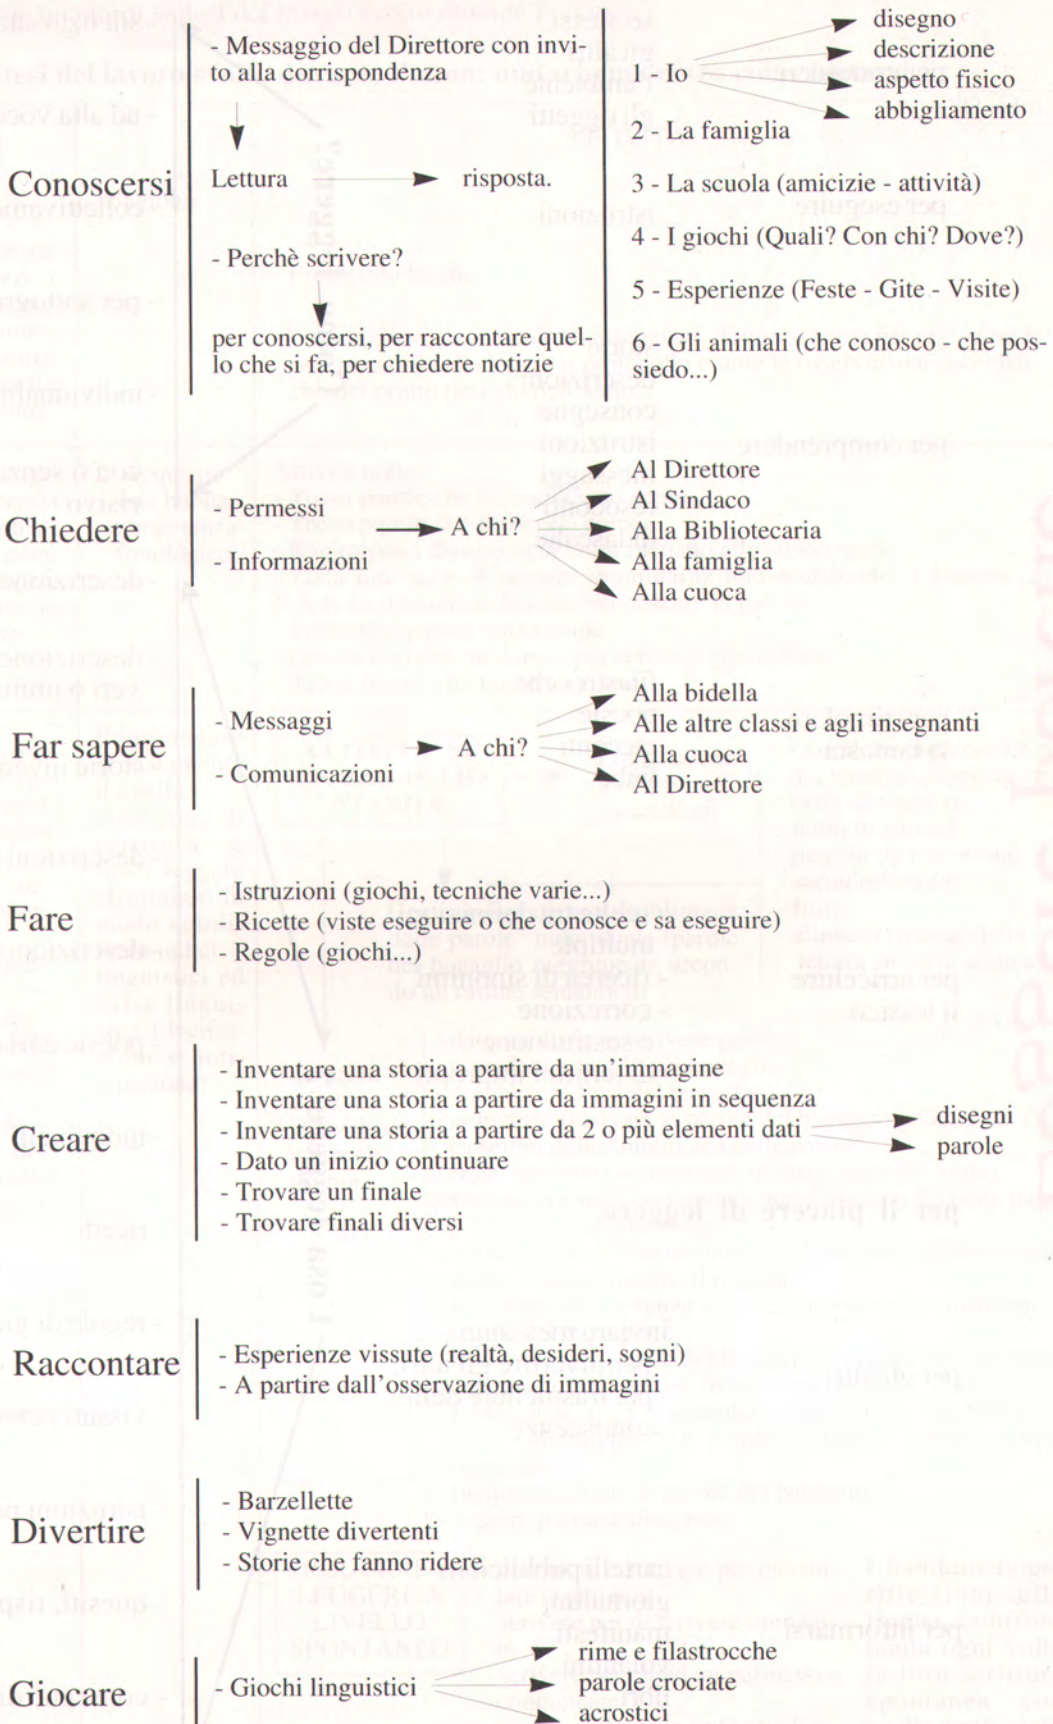 Conoscersi
- Messaggio del Direttore con invi-
to alla corrispondenza
Lettura
risposta.
- Perchè scrivere?
per conoscersi, per raccontare quel-
lo che si fa, per chiedere notizie
1 - Io
disegno
descrizione
aspetto fisico
abbigliamento
2 - La famiglia
3 - La scuola (amicizie - attività)
4 - I giochi (Quali? Con chi? Dove?)
5 - Esperienze (Feste - Gite - Visite)
6 - Gli animali (che conosco - che pos-
siedo...)
Chiedere
- Permessi
- Informazioni
A chi?
Al Direttore
Al Sindaco
Alla Bibliotecaria
Alla famiglia
Alla cuoca
Far sapere
- Messaggi
- Comunicazioni
A chi?
Alla bidella
Alle altre classi e agli insegnanti
Alla cuoca
Al Direttore
Fare
- Istruzioni (giochi, tecniche varie...)
- Ricette (viste eseguire o che conosce e sa eseguire)
- Regole (giochi...)
Creare
- Inventare una storia a partire da un'immagine
- Inventare una storia a partire da immagini in sequenza
- Inventare una storia a partire da 2 o più elementi dati
disegni
parole
- Dato un inizio continuare
- Trovare un finale
- Trovare finali diversi
Raccontare
- Esperienze vissute (realtà, desideri, sogni)
- A partire dall'osservazione di immagini
Divertire
- Barzellette
- Vignette divertenti
- Storie che fanno ridere
Giocare
- Giochi linguistici
rime e filastrocche
parole crociate
acrostici